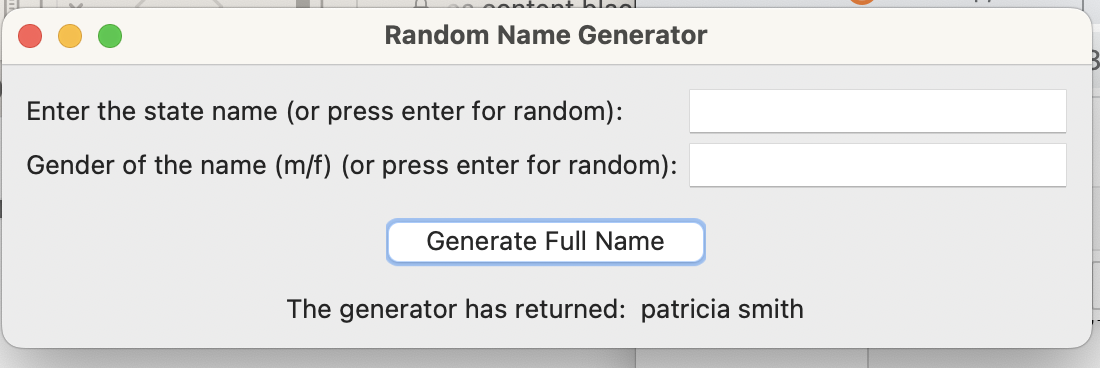 Random Name Generator
Enter the state name (or press enter for random):
Gender of the name (m/f) (or press enter for random):
Generate Full Name
The generator has returned:  patricia smith